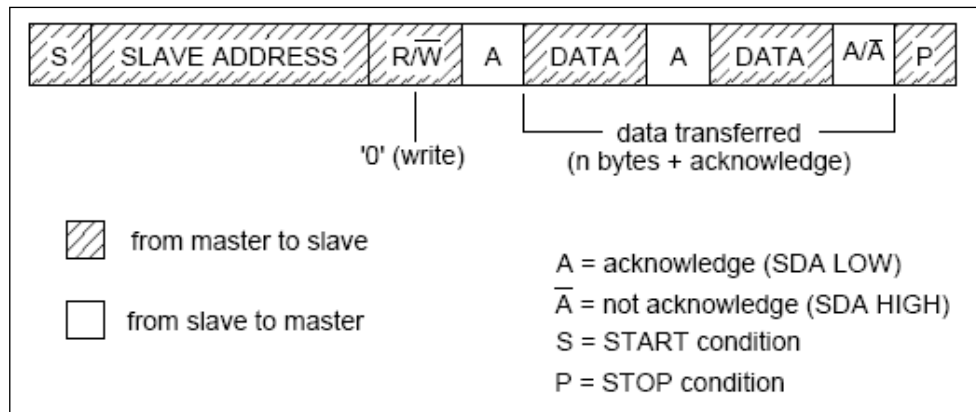 S SLAVE ADDRESS R/W̅ A DATA A DATA A/A̅ P
'0' (write)
data transferred
(n bytes + acknowledge)
from master to slave
from slave to master
A = acknowledge (SDA LOW)
A̅ = not acknowledge (SDA HIGH)
S = START condition
P = STOP condition